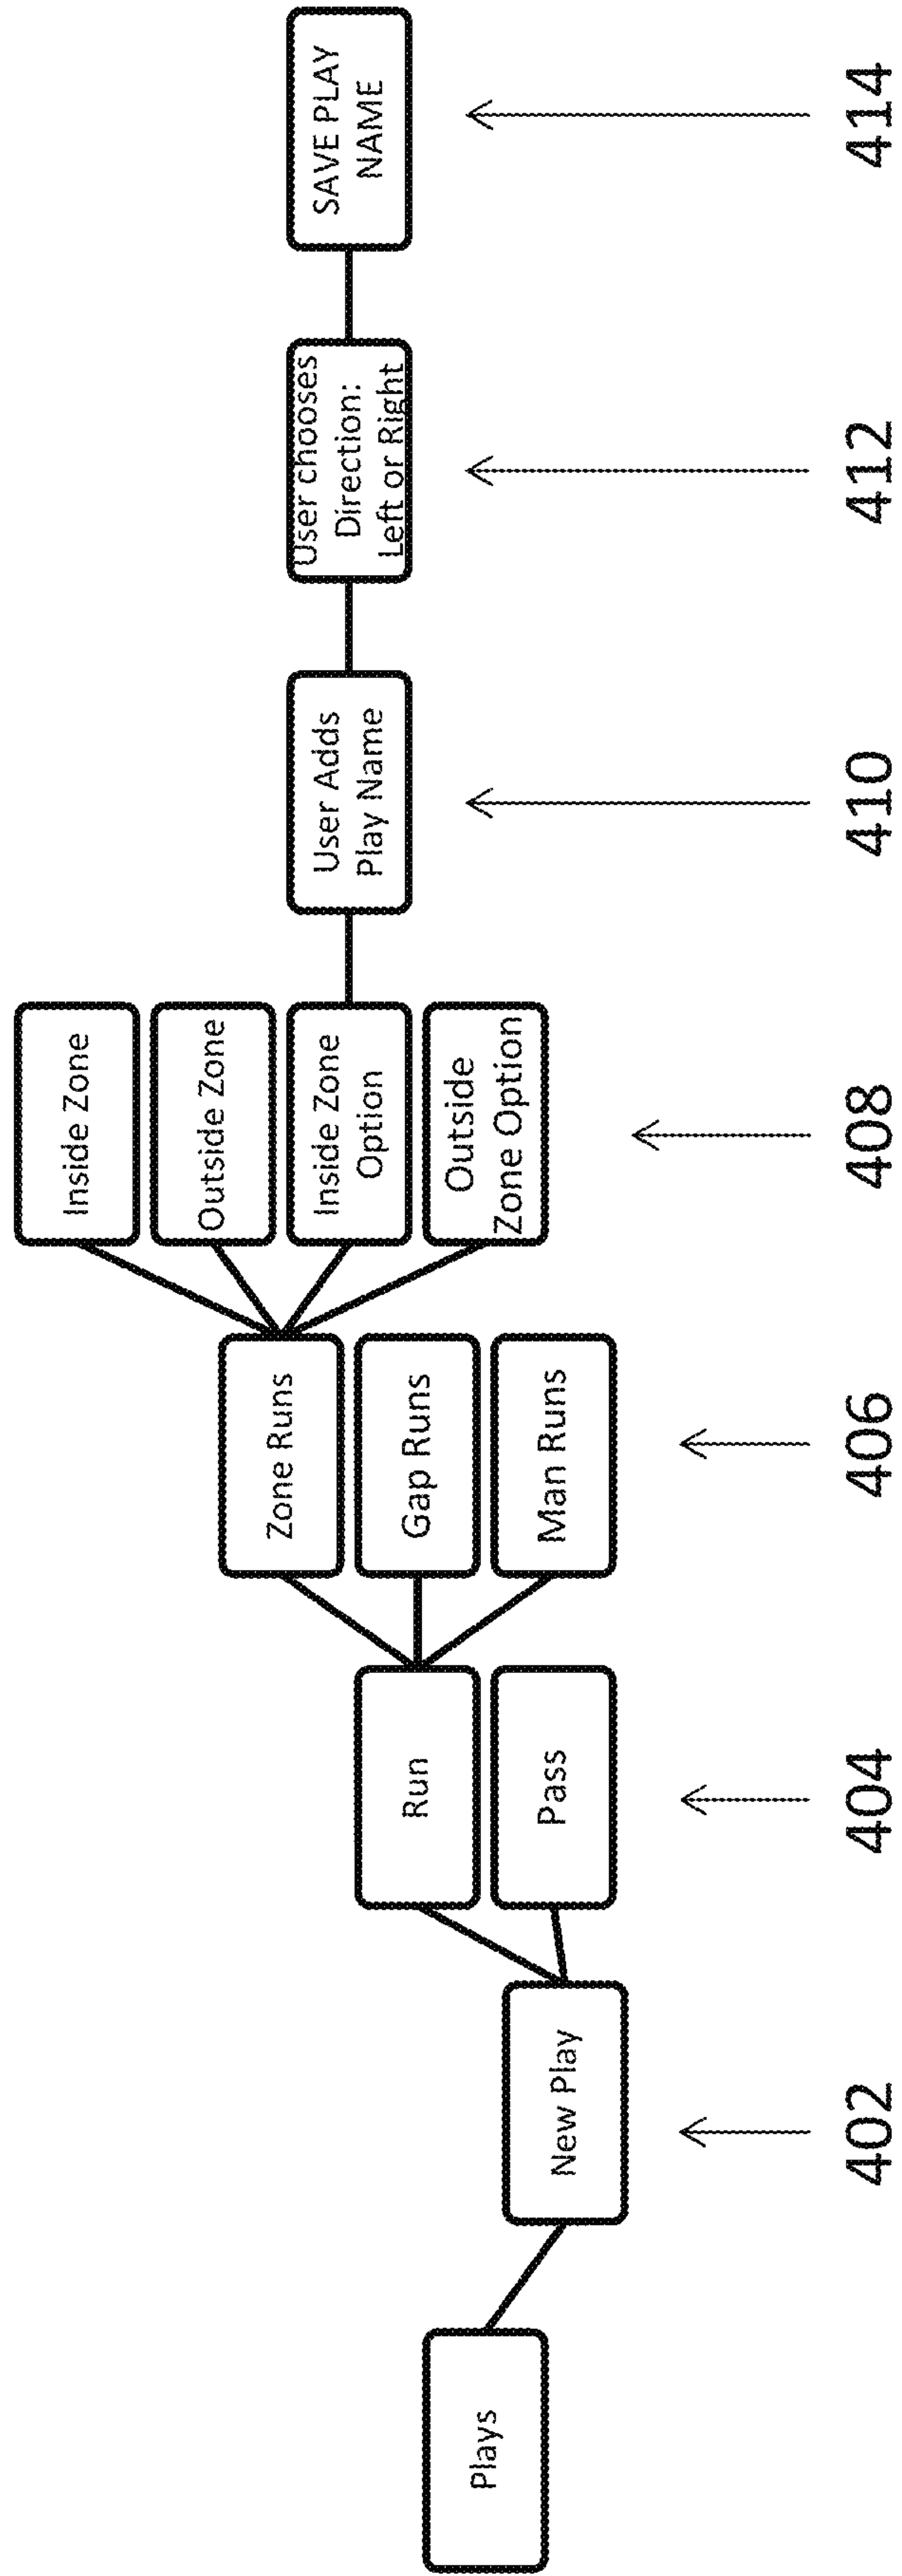 Plays
New Play
Run
Pass
Zone Runs
Gap Runs
Man Runs
Inside Zone
Outside Zone
Inside Zone
Option
Outside
Zone Option
User Adds
Play Name
User chooses
Direction:
Left or Right
SAVE PLAY
NAME
402
404
406
408
410
412
414